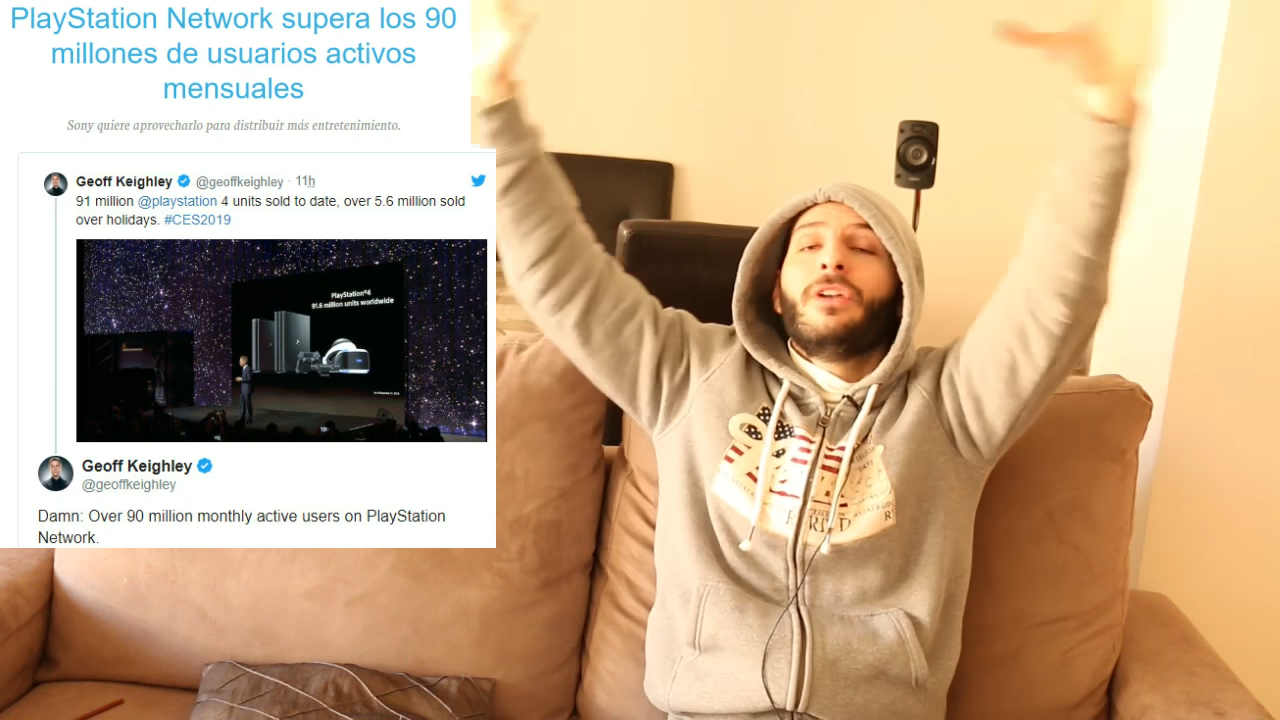 PlayStation Network supera los 90
millones de usuarios activos
mensuales
Sony quiere aprovecharlo para distribuir más entretenimiento.
Geoff Keighley @geoffkeighley · 11h
91 million @playstation 4 units sold to date, over 5.6 million sold
over holidays. #CES2019
PlayStation®4
91.6 million units worldwide
Geoff Keighley
@geoffkeighley
Damn: Over 90 million monthly active users on PlayStation
Network.